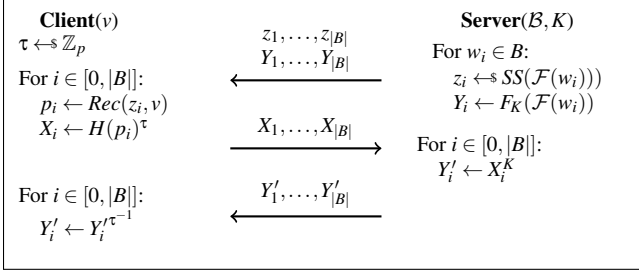 Client(v)
τ ←$ ℤp
For i ∈ [0,|B|]:
pi ← Rec(zi,v)
Xi ← H(pi)^τ
For i ∈ [0,|B|]:
Y′i ← Y′i^τ^−1
z1,…,z|B|
Y1,…,Y|B|
X1,…,X|B|
Y′1,…,Y′|B|
Server(ℬ,K)
For wi ∈ B:
zi ←$ SS(ℱ(wi)))
Yi ← FK(ℱ(wi))
For i ∈ [0,|B|]:
Y′i ← Xi^K